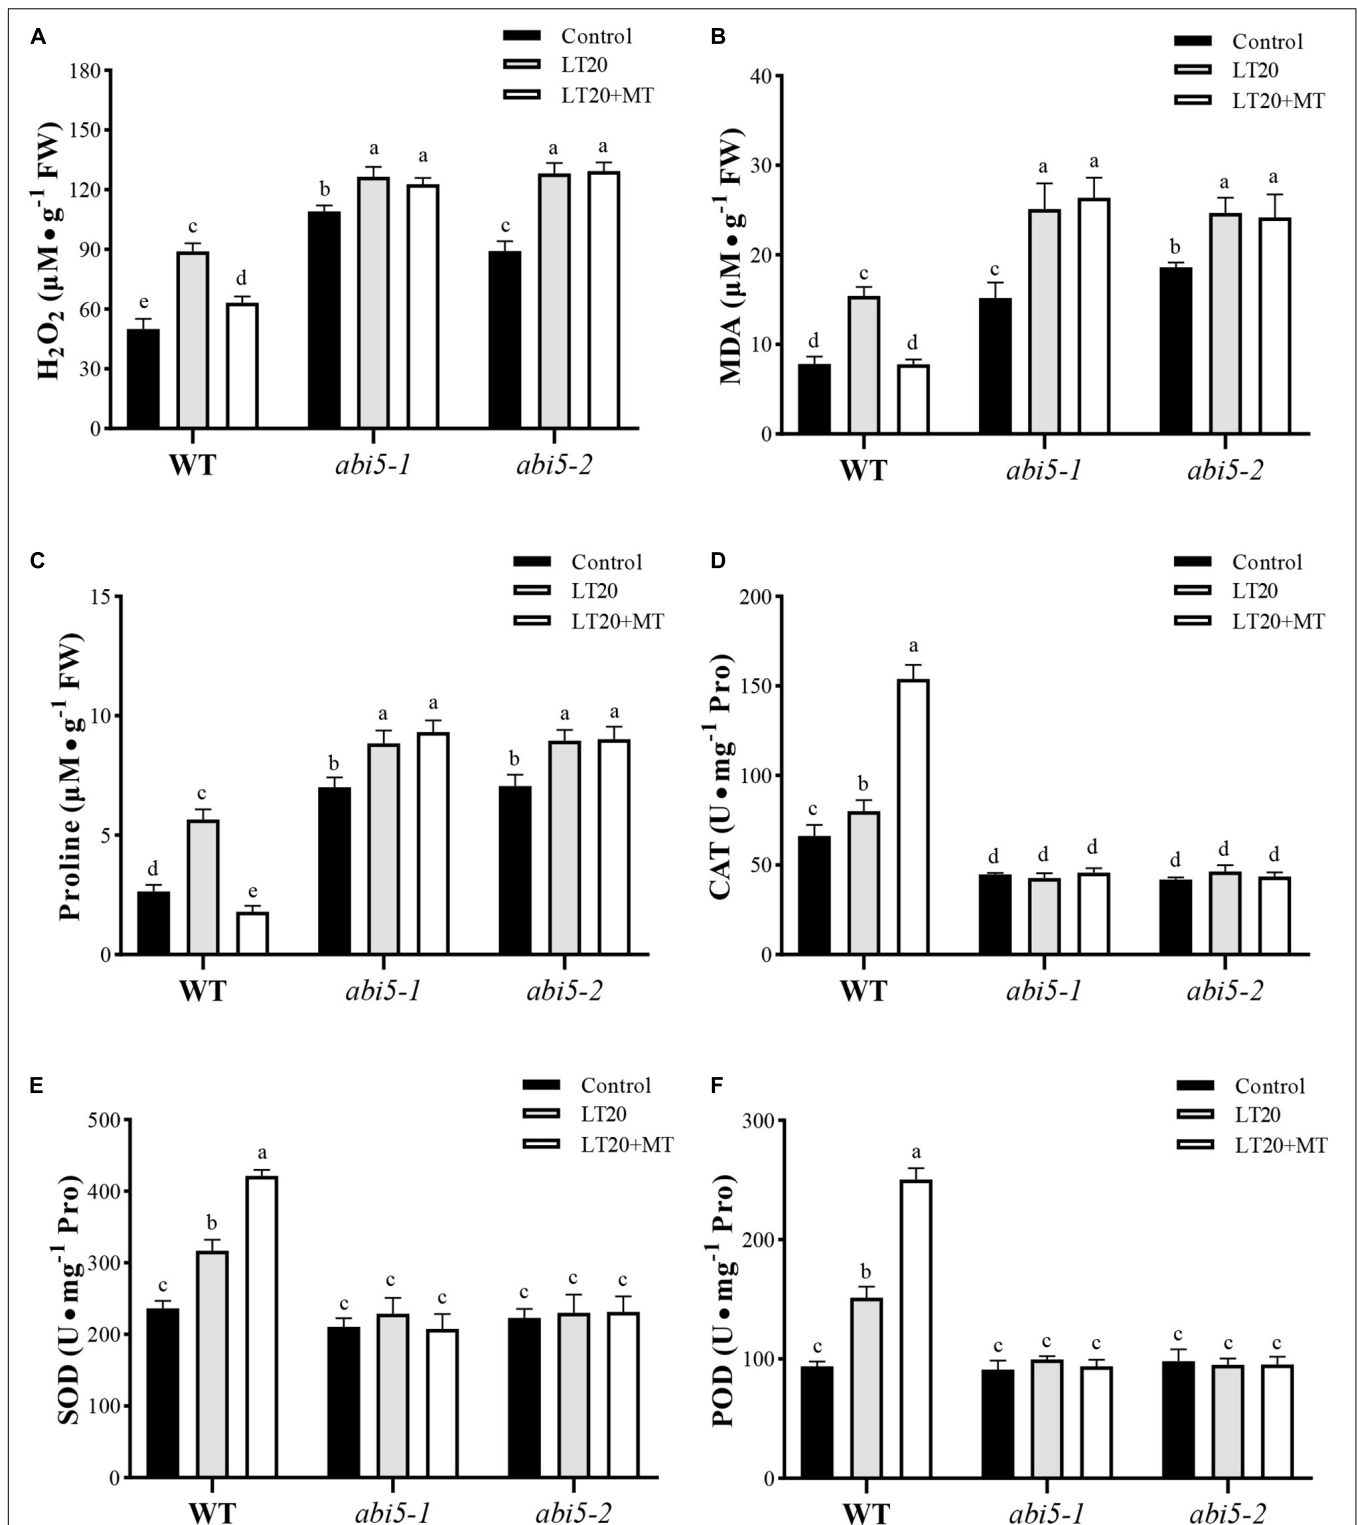 A
Control
LT20
LT20+MT
H2O2 (µM•g-1 FW)
180
150
120
90
60
30
0
e
c
d
b
a
a
c
a
a
WT
abi5-1
abi5-2
B
Control
LT20
LT20+MT
MDA (µM•g-1 FW)
40
30
20
10
0
d
c
d
c
a
a
b
a
a
WT
abi5-1
abi5-2
C
Control
LT20
LT20+MT
Proline (µM•g-1 FW)
15
10
5
0
d
c
e
b
a
a
b
a
a
WT
abi5-1
abi5-2
D
Control
LT20
LT20+MT
CAT (U•mg-1 Pro)
200
150
100
50
0
c
b
a
d
d
d
d
d
d
WT
abi5-1
abi5-2
E
Control
LT20
LT20+MT
SOD (U•mg-1 Pro)
500
400
300
200
100
0
c
b
a
c
c
c
c
c
c
WT
abi5-1
abi5-2
F
Control
LT20
LT20+MT
POD (U•mg-1 Pro)
300
200
100
0
c
b
a
c
c
c
c
c
c
WT
abi5-1
abi5-2